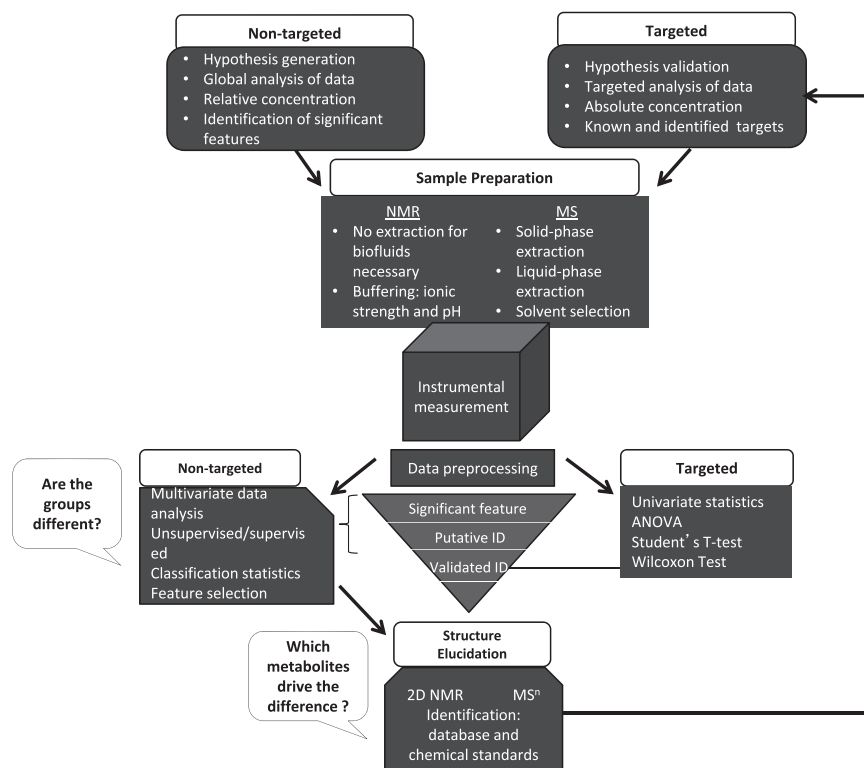 Non-targeted
• Hypothesis generation
• Global analysis of data
• Relative concentration
• Identification of significant
features
Targeted
• Hypothesis validation
• Targeted analysis of data
• Absolute concentration
• Known and identified targets
Sample Preparation
NMR
• No extraction for
biofluids
necessary
• Buffering: ionic
strength and pH
MS
• Solid-phase
extraction
• Liquid-phase
extraction
• Solvent selection
Instrumental
measurement
Data preprocessing
Are the
groups
different?
Non-targeted
Multivariate data
analysis
Unsupervised/supervis
ed
Classification statistics
Feature selection
Significant feature
Putative ID
Validated ID
Targeted
Univariate statistics
ANOVA
Student's T-test
Wilcoxon Test
Which
metabolites
drive the
difference ?
Structure
Elucidation
2D NMR MSⁿ
Identification:
database and
chemical standards